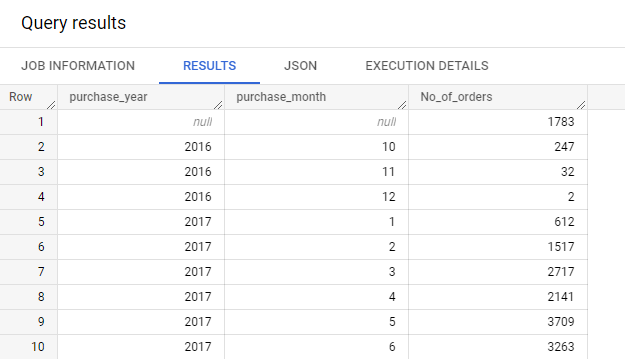 Query results
JOB INFORMATION RESULTS JSON EXECUTION DETAILS
Row purchase_year purchase_month No_of_orders
1 null null 1783
2 2016 10 247
3 2016 11 32
4 2016 12 2
5 2017 1 612
6 2017 2 1517
7 2017 3 2717
8 2017 4 2141
9 2017 5 3709
10 2017 6 3263